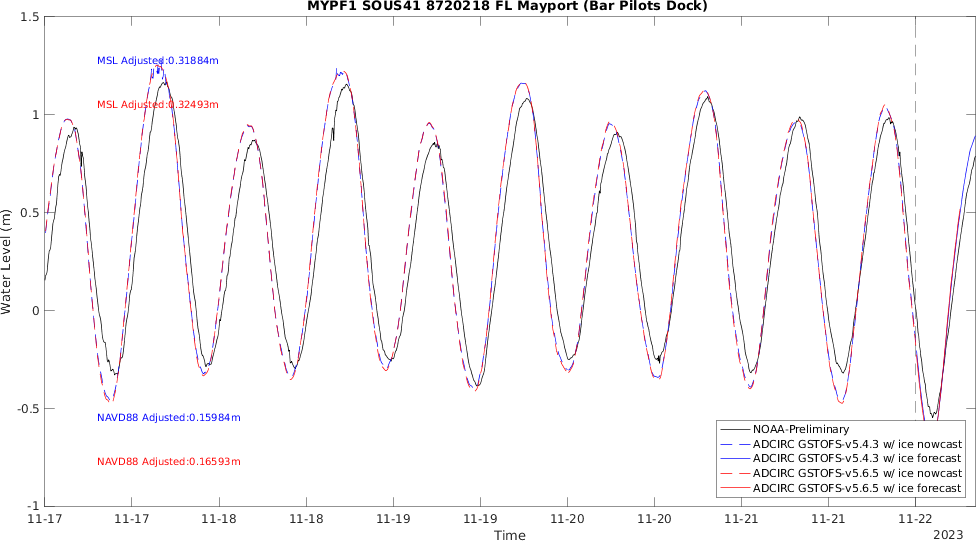 MYPF1 SOUS41 8720218 FL Mayport (Bar Pilots Dock)
1.5
1
0.5
0
-0.5
-1
Water Level (m)
MSL Adjusted:0.31884m
MSL Adjusted:0.32493m
NAVD88 Adjusted:0.15984m
NAVD88 Adjusted:0.16593m
NOAA-Preliminary
ADCIRC GSTOFS-v5.4.3 w/ ice nowcast
ADCIRC GSTOFS-v5.4.3 w/ ice forecast
ADCIRC GSTOFS-v5.6.5 w/ ice nowcast
ADCIRC GSTOFS-v5.6.5 w/ ice forecast
11-17 11-17 11-18 11-18 11-19 11-19 11-20 11-20 11-21 11-21 11-22
Time
2023